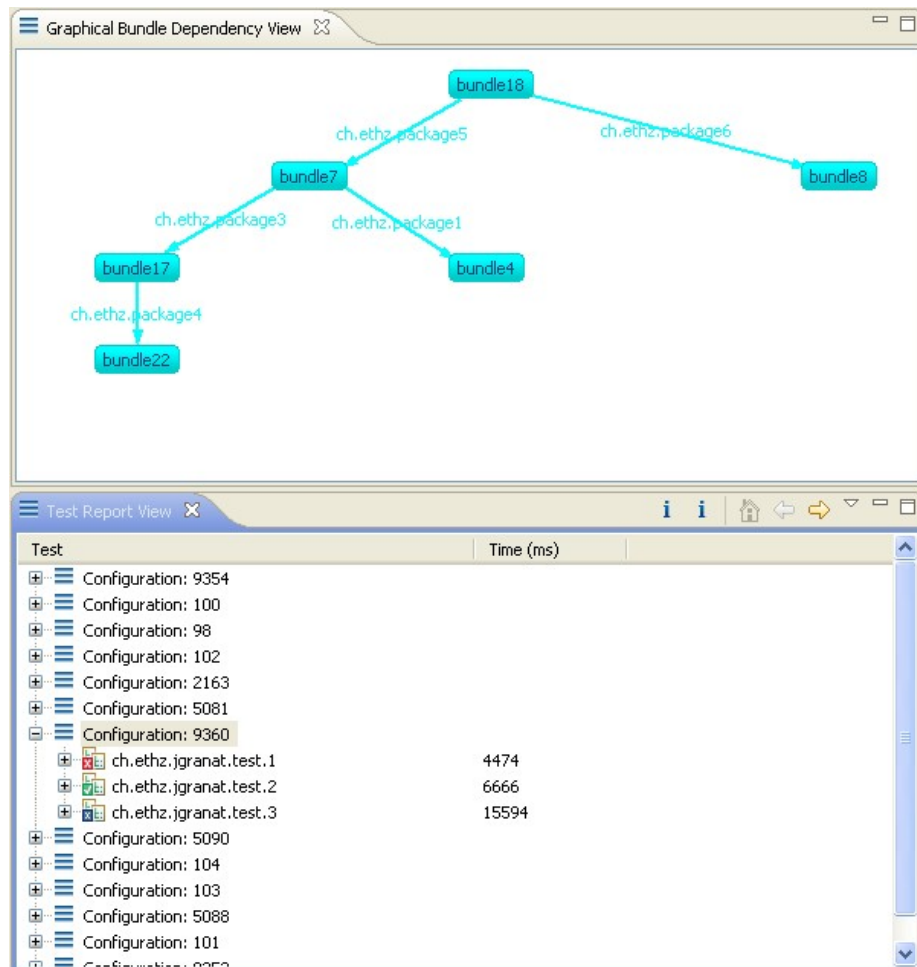 Graphical Bundle Dependency View
bundle18
ch.ethz.package5
ch.ethz.package6
bundle7
bundle8
ch.ethz.package3
ch.ethz.package1
bundle17
bundle4
ch.ethz.package4
bundle22
Test Report View
i i
Test Time (ms)
Configuration: 9354
Configuration: 100
Configuration: 98
Configuration: 102
Configuration: 2163
Configuration: 5081
Configuration: 9360
ch.ethz.jgranat.test.1 4474
ch.ethz.jgranat.test.2 6666
ch.ethz.jgranat.test.3 15594
Configuration: 5090
Configuration: 104
Configuration: 103
Configuration: 5088
Configuration: 101